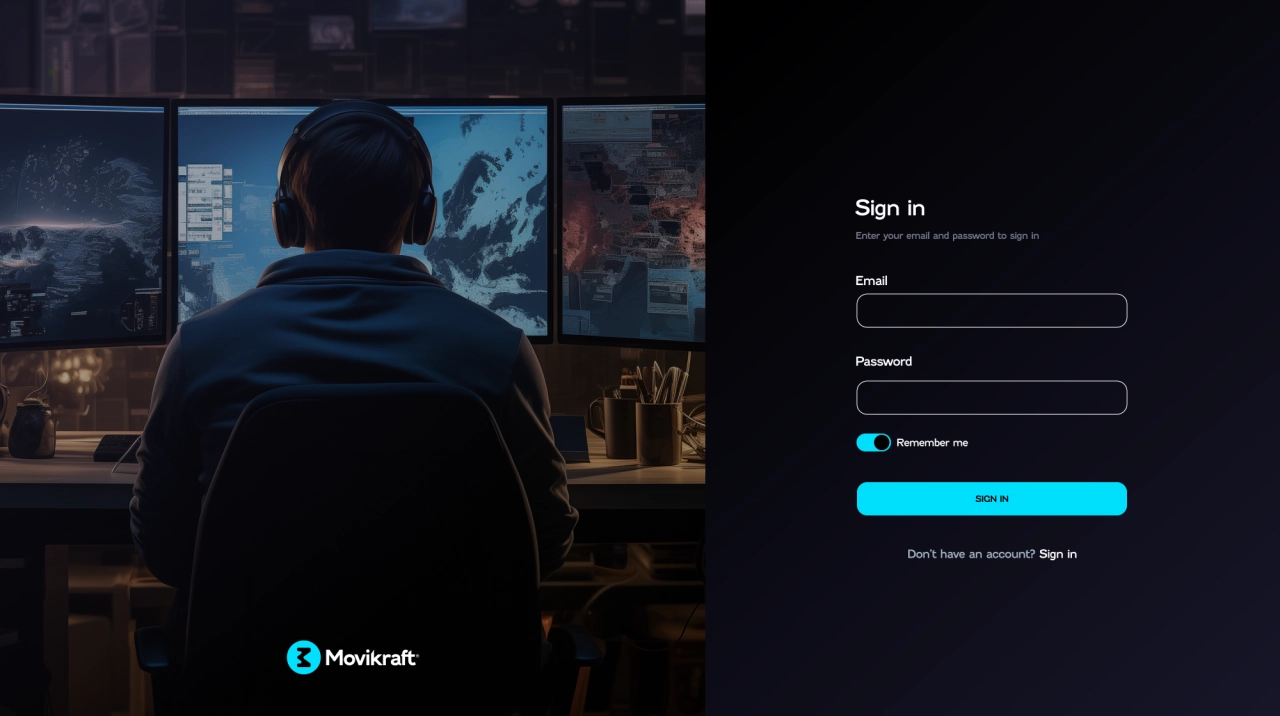 Sign in
Enter your email and password to sign in
Email
Password
Remember me
SIGN IN
Don't have an account? Sign in
Movikraft